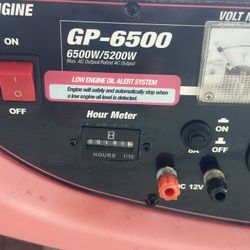 ENGINE
VOLT
ON
GP-6500
6500W/5200W
Max. AC Output/Rated AC Output
LOW ENGINE OIL ALERT SYSTEM
Engine will safely and automatically stop when
a low engine oil level is detected.
OFF
Hour Meter
HOURS 1/10
8A
DC 12V
OFF